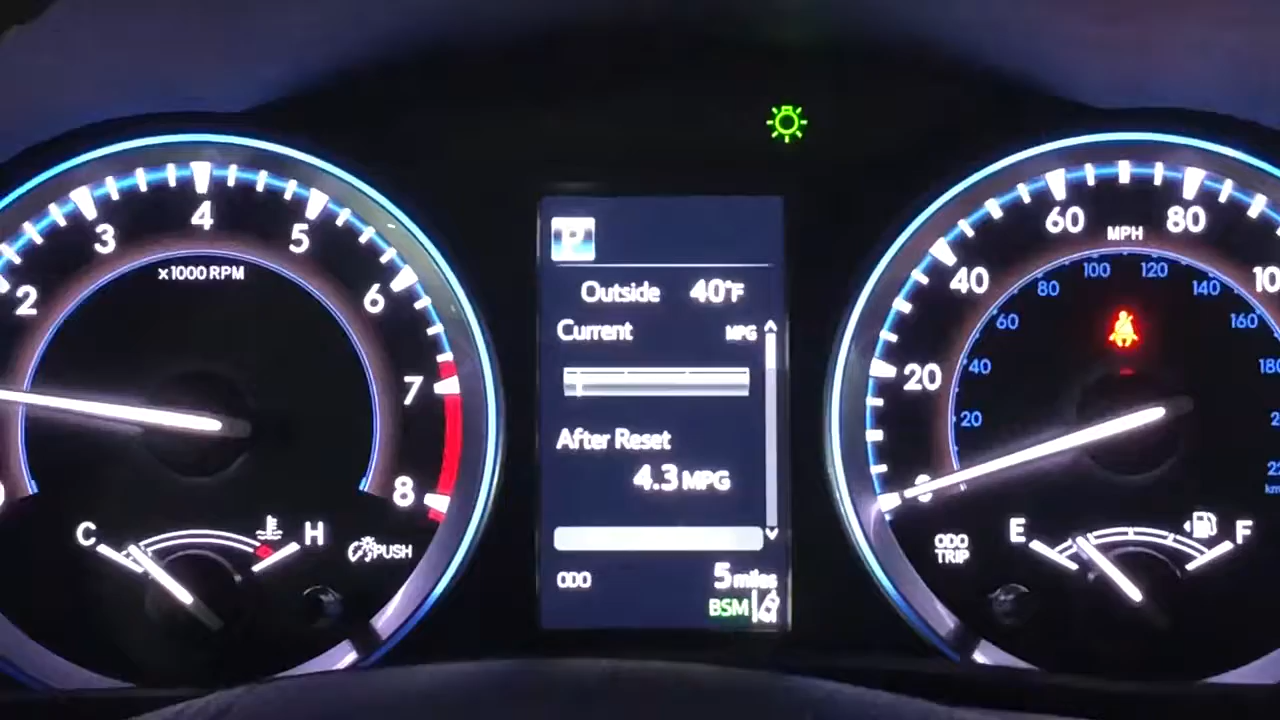 2 3 4 5 6 7 8
x1000 RPM
C H
PUSH
P
Outside 40°F
Current MPG
After Reset
4.3 MPG
ODO 5 miles
BSM
20 40 60 80
MPH
20 40 60 80 100 120 140 160
ODO
TRIP
E F